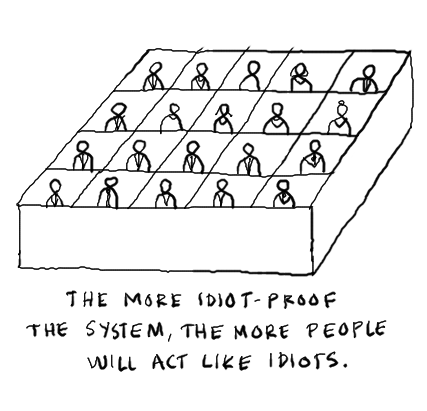 THE MORE IDIOT-PROOF
THE SYSTEM, THE MORE PEOPLE
WILL ACT LIKE IDIOTS.